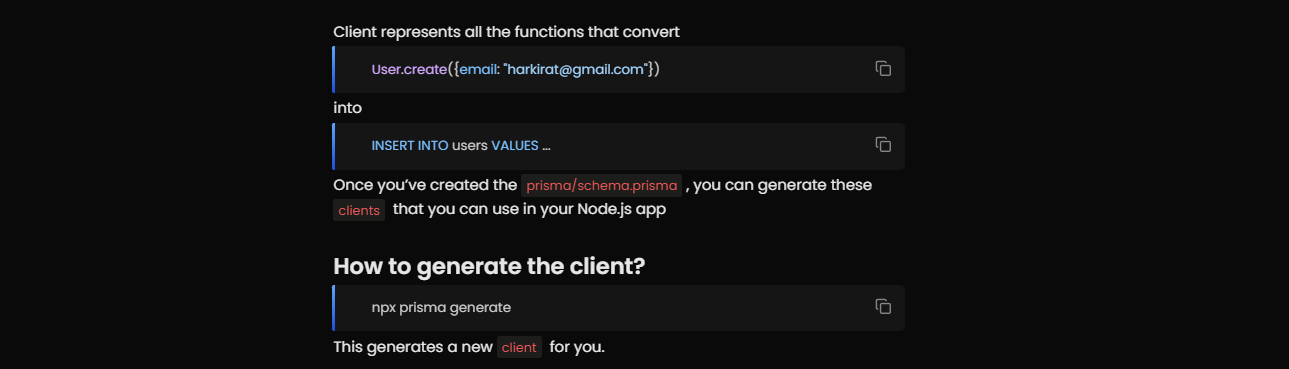 Client represents all the functions that convert
User.create({email: "harkirat@gmail.com"})
into
INSERT INTO users VALUES ...
Once you’ve created the prisma/schema.prisma , you can generate these
clients that you can use in your Node.js app
How to generate the client?
npx prisma generate
This generates a new client for you.